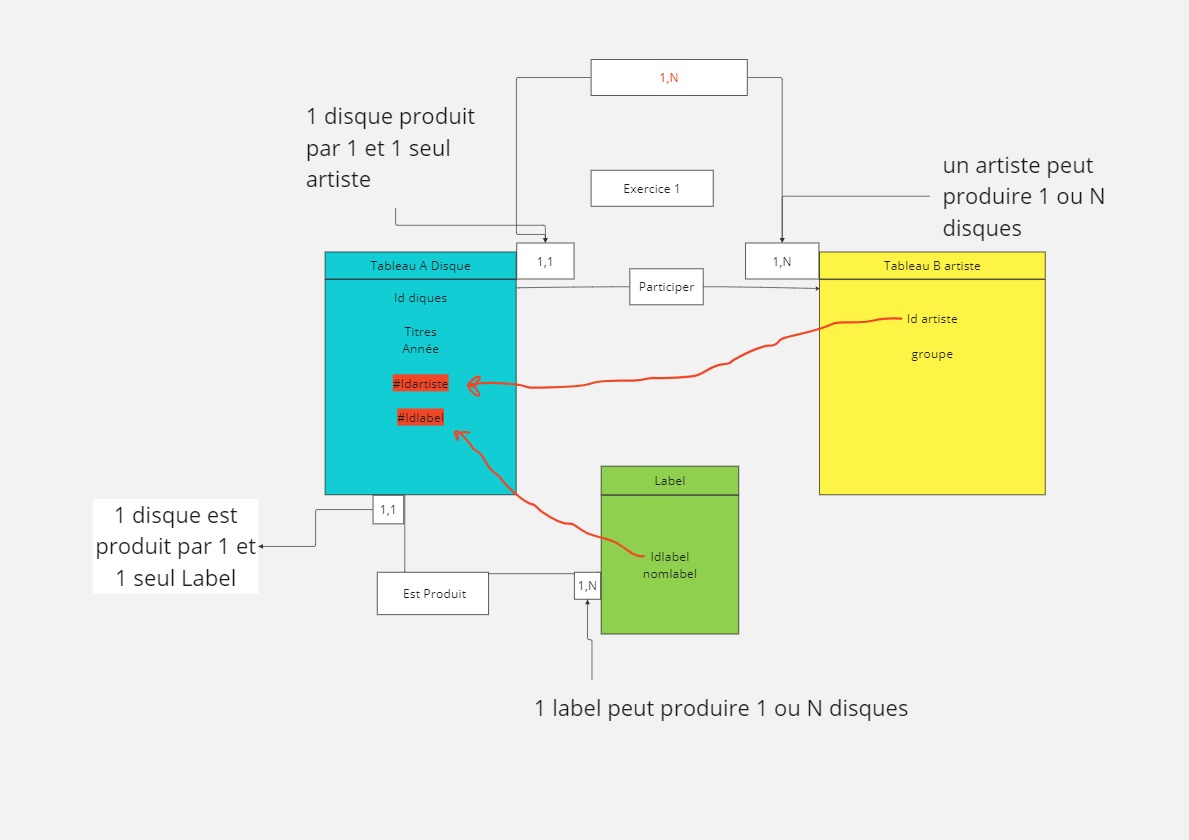 1,N
1 disque produit
par 1 et 1 seul
artiste
Exercice 1
un artiste peut
produire 1 ou N
disques
1,1
1,N
Tableau A Disque
Participer
Tableau B artiste
Id diques
Titres
Année
#Idartiste
#Idlabel
Id artiste
groupe
Label
Idlabel
nomlabel
1,1
1 disque est
produit par 1 et
1 seul Label
Est Produit
1,N
1 label peut produire 1 ou N disques